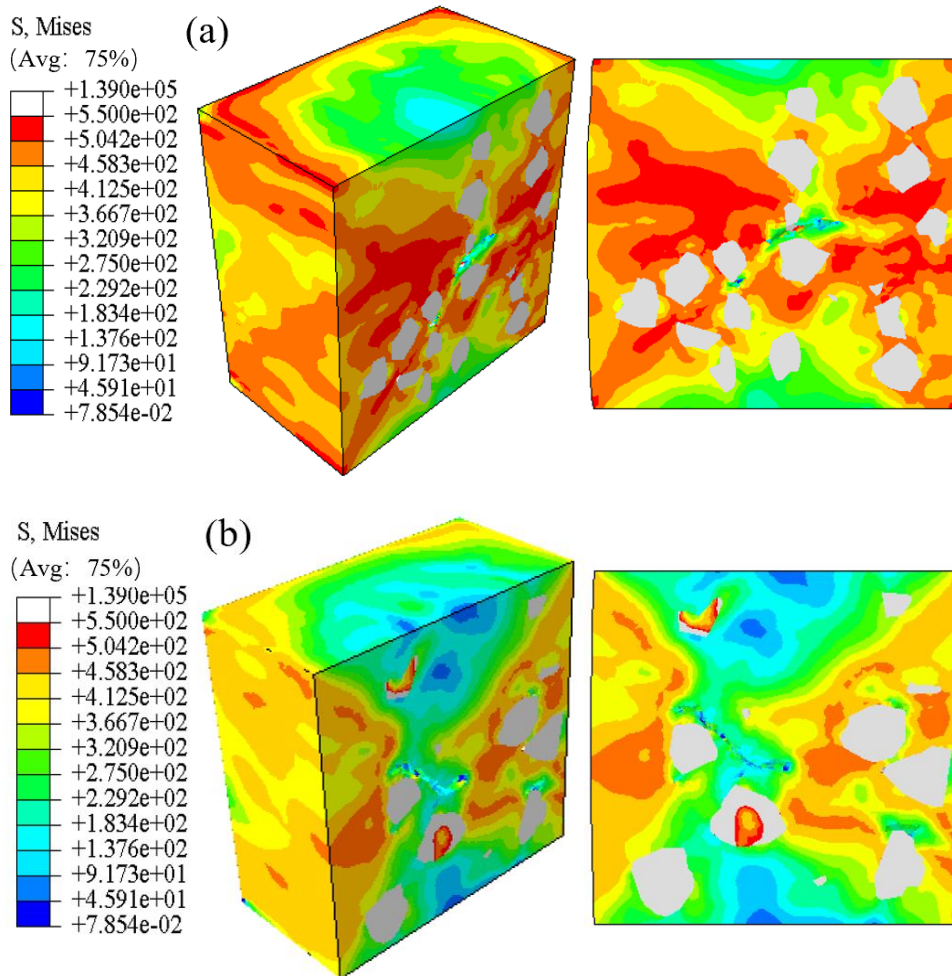 S, Mises
(Avg: 75%)
+1.390e+05
+5.500e+02
+5.042e+02
+4.583e+02
+4.125e+02
+3.667e+02
+3.209e+02
+2.750e+02
+2.292e+02
+1.834e+02
+1.376e+02
+9.173e+01
+4.591e+01
+7.854e-02
(a)
S, Mises
(Avg: 75%)
+1.390e+05
+5.500e+02
+5.042e+02
+4.583e+02
+4.125e+02
+3.667e+02
+3.209e+02
+2.750e+02
+2.292e+02
+1.834e+02
+1.376e+02
+9.173e+01
+4.591e+01
+7.854e-02
(b)